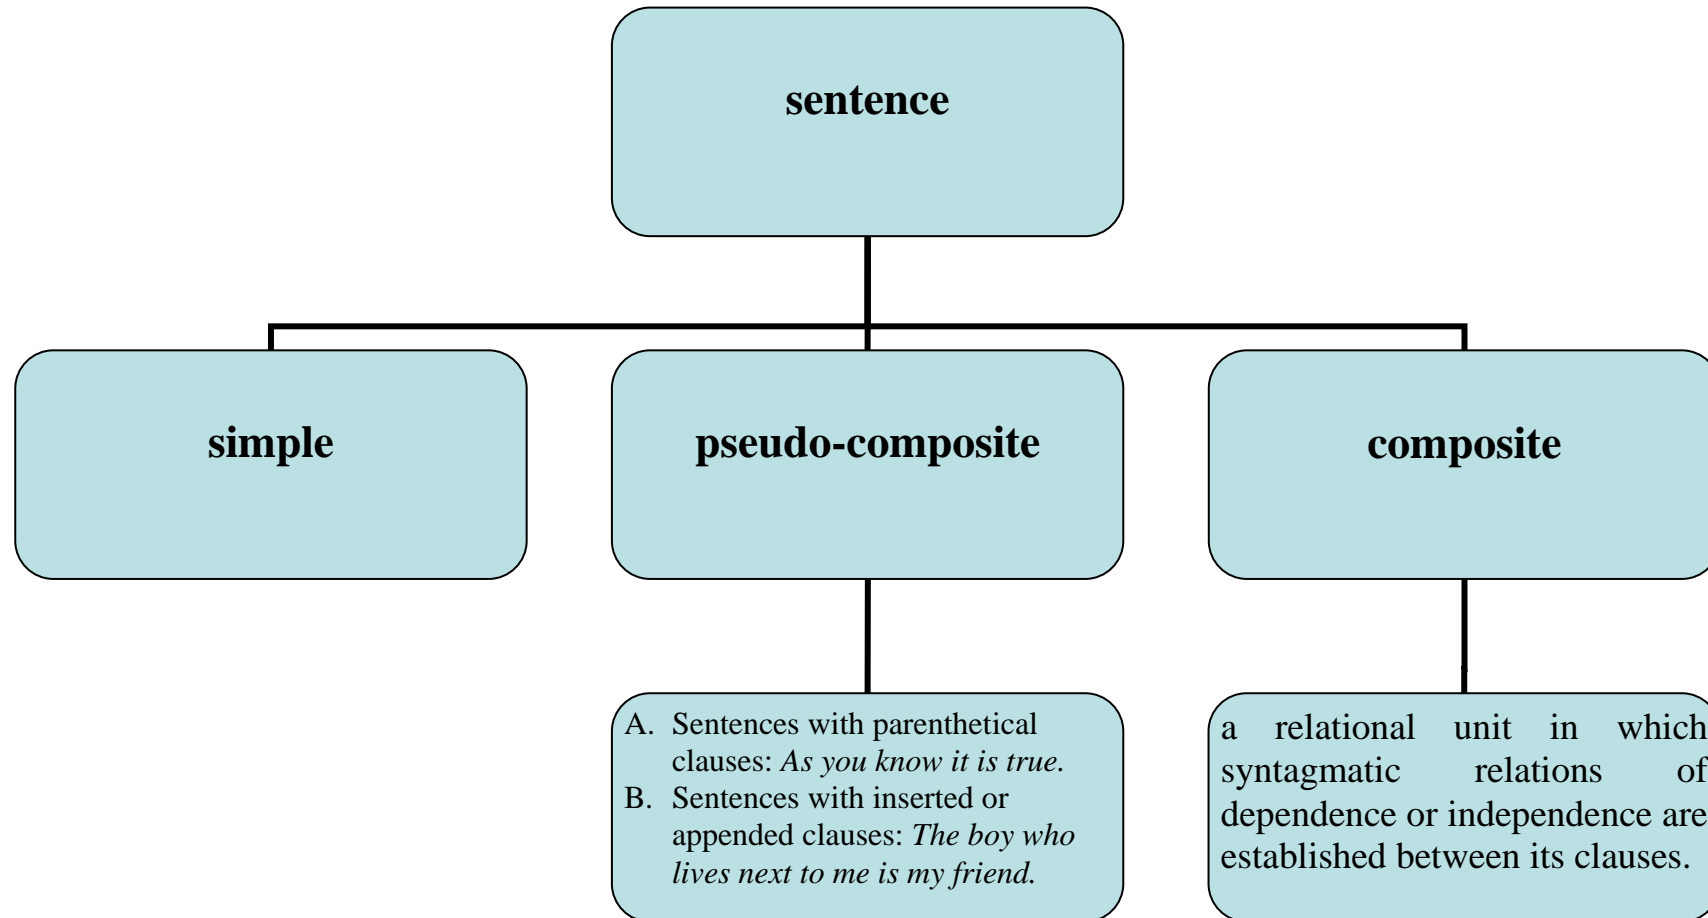 sentence
simple
pseudo-composite
composite
A. Sentences with parenthetical
clauses: As you know it is true.
B. Sentences with inserted or
appended clauses: The boy who
lives next to me is my friend.
a relational unit in which
syntagmatic relations of
dependence or independence are
established between its clauses.